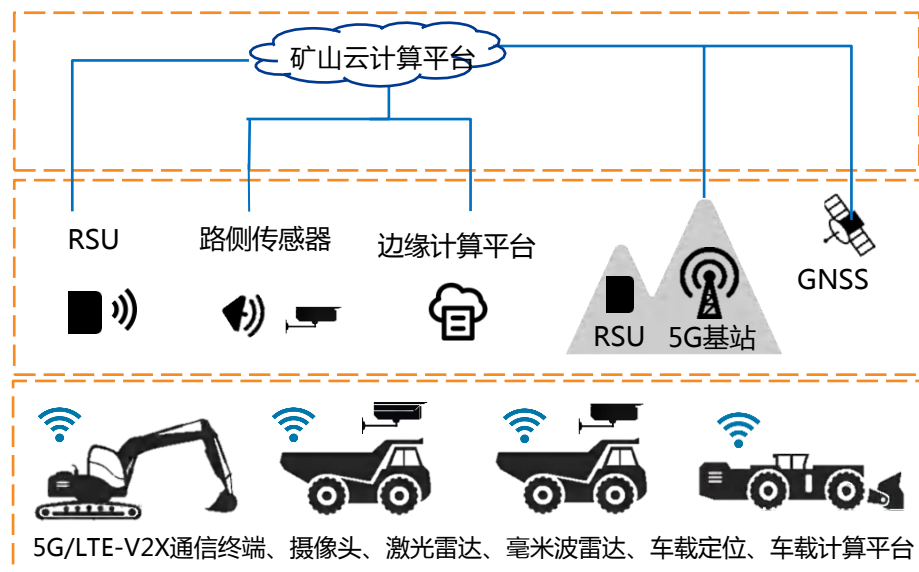 矿山云计算平台
RSU
路侧传感器
边缘计算平台
GNSS
RSU
5G基站
5G/LTE-V2X通信终端、摄像头、激光雷达、毫米波雷达、车载定位、车载计算平台